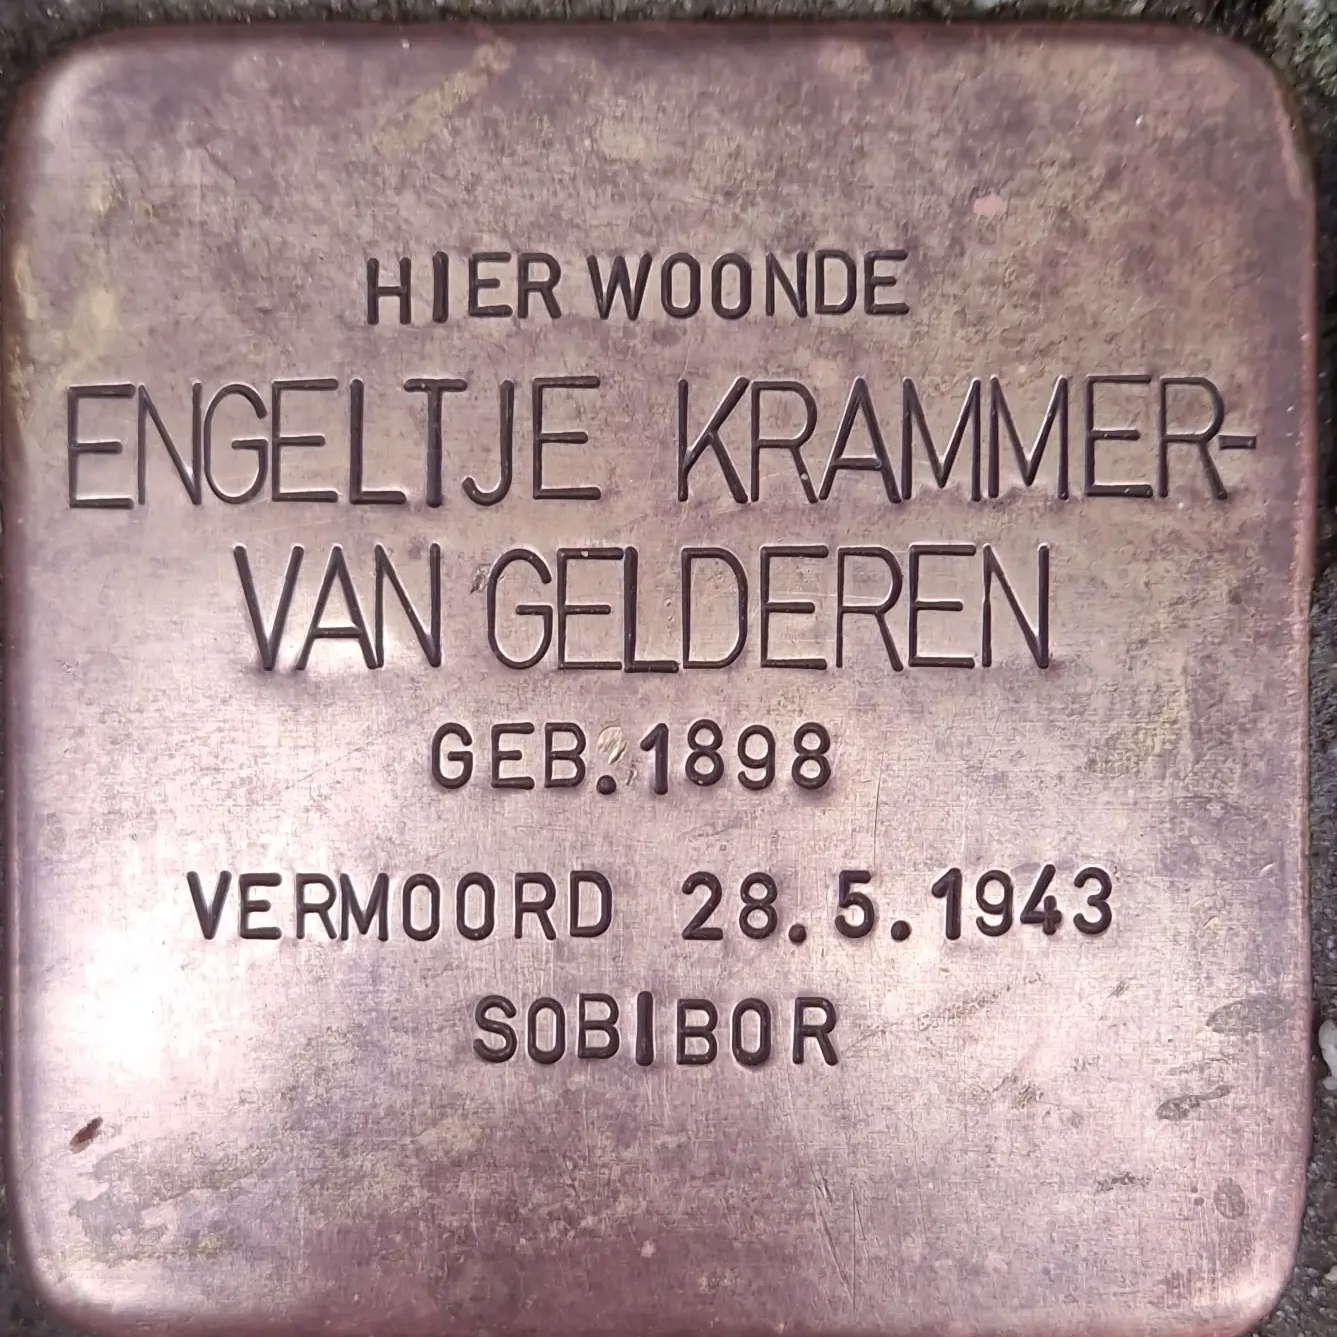 HIER WOONDE
ENGELTJE KRAMMER-
VAN GELDEREN
GEB. 1898
VERMOORD 28.5.1943
SOBIBOR